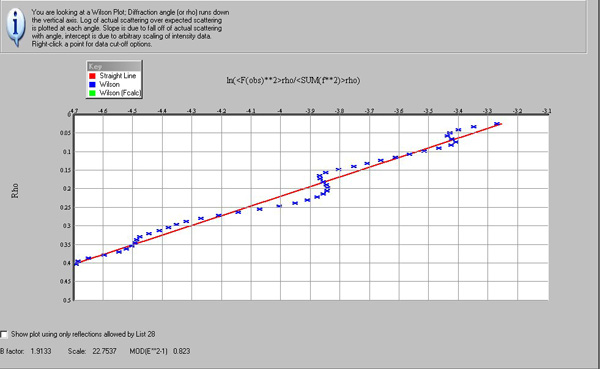 You are looking at a Wilson Plot; Diffraction angle (or rho) runs down
the vertical axis. Log of actual scattering over expected scattering
is plotted at each angle. Slope is due to fall off of actual scattering
with angle, intercept is due to arbitrary scaling of intensity data.
Right-click a point for data cut-off options.
Key
Straight Line
Wilson
Wilson (Fcalc)
ln(<F(obs)**2>rho/<SUM(f**2)>rho)
-4.7 -4.6 -4.5 -4.4 -4.3 -4.2 -4.1 -4 -3.9 -3.8 -3.7 -3.6 -3.5 -3.4 -3.3 -3.2 -3.1
0
0.05
0.1
0.15
0.2
0.25
0.3
0.35
0.4
0.45
0.5
Rho
Show plot using only reflections allowed by List 28
B factor: 1.9133 Scale: 22.7537 MOD(E**2-1) 0.823